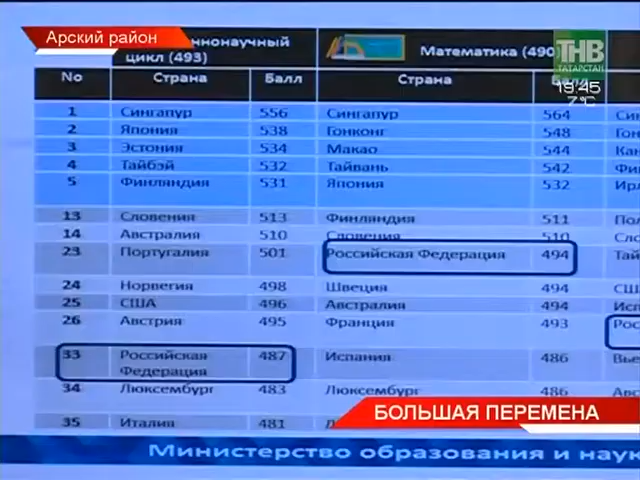 Арский район
ннонаучный
цикл (493)
Математика (490
ТНВ
ТАТАРСТАН
19:45
7°С
No Страна Балл Страна Балл
1 Сингапур 556 Сингапур 564
2 Япония 538 Гонконг 548
3 Эстония 534 Макао 544
4 Тайбэй 532 Тайвань 542
5 Финляндия 531 Япония 532
13 Словения 513 Финляндия 511
14 Австралия 510 Словения 510
23 Португалия 501 Российская Федерация 494
24 Норвегия 498 Швеция 494
25 США 496 Австралия 494
26 Австрия 495 Франция 493
33 Российская Федерация 487 Испания 486
34 Люксембург 483 Люксембург 486
35 Италия 481
БОЛЬШАЯ ПЕРЕМЕНА
Министерство образования и наук